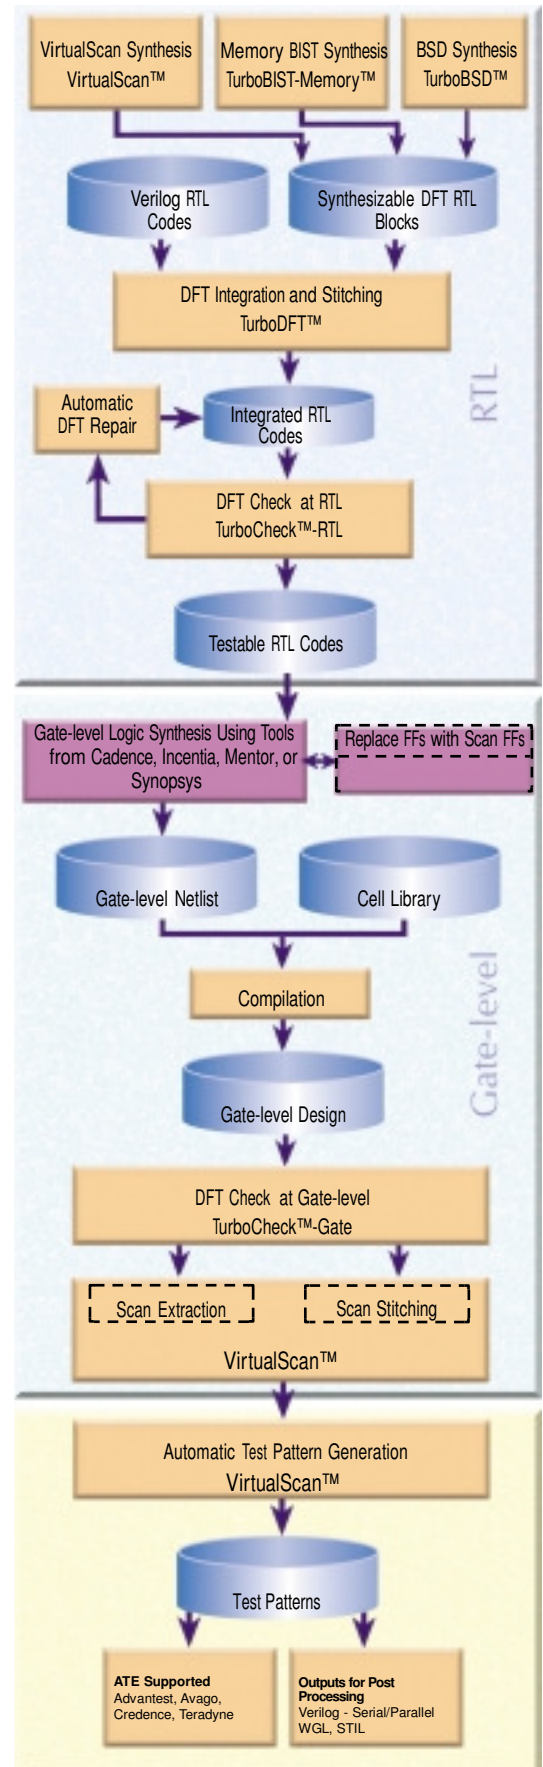 VirtualScan Synthesis
VirtualScan™
Memory BIST Synthesis
TurboBIST-Memory™
BSD Synthesis
TurboBSD™
Verilog RTL
Codes
Synthesizable DFT RTL
Blocks
DFT Integration and Stitching
TurboDFT™
RTL
Automatic
DFT Repair
Integrated RTL
Codes
DFT Check at RTL
TurboCheck™-RTL
Testable RTL Codes
Gate-level Logic Synthesis Using Tools
from Cadence, Incentia, Mentor, or
Synopsys
Replace FFs with Scan FFs
Gate-level Netlist
Cell Library
Compilation
Gate-level
Gate-level Design
DFT Check at Gate-level
TurboCheck™-Gate
Scan Extraction
Scan Stitching
VirtualScan™
Automatic Test Pattern Generation
VirtualScan™
Test Patterns
ATE Supported
Advantest, Avago,
Credence, Teradyne
Outputs for Post
Processing
Verilog - Serial/Parallel
WGL, STIL